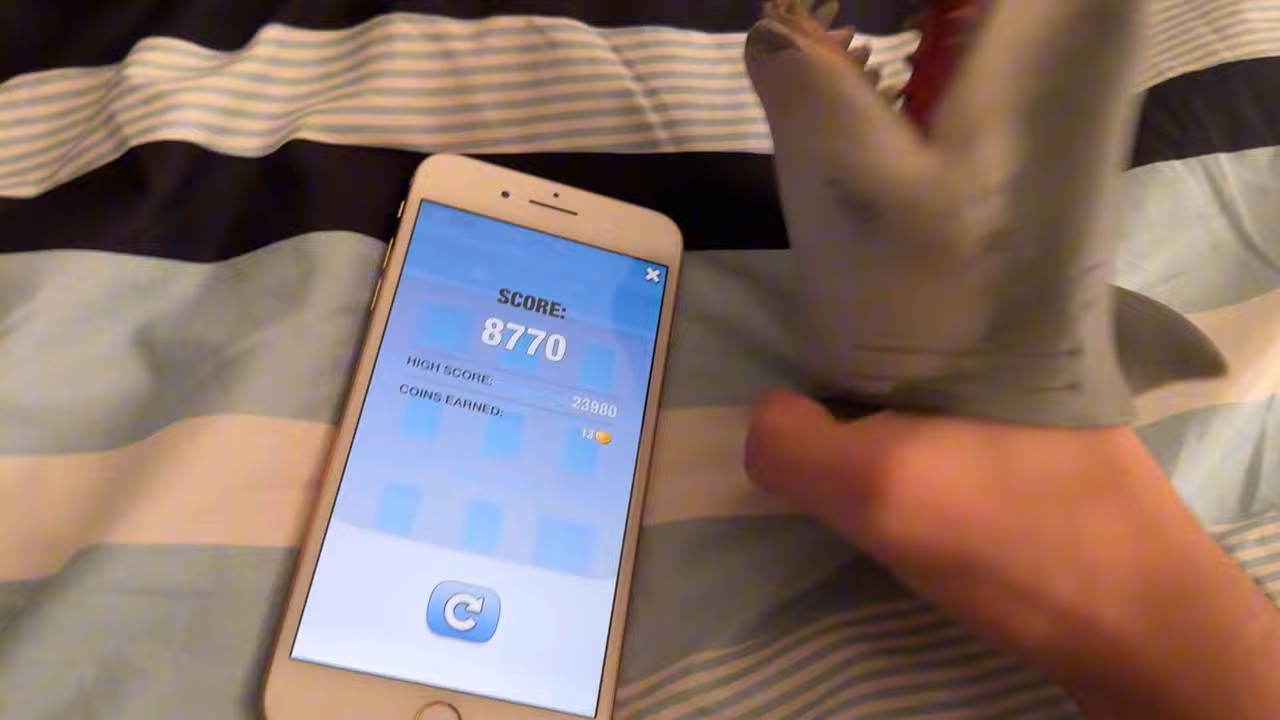 SCORE:
8770
HIGH SCORE:
23980
COINS EARNED:
13